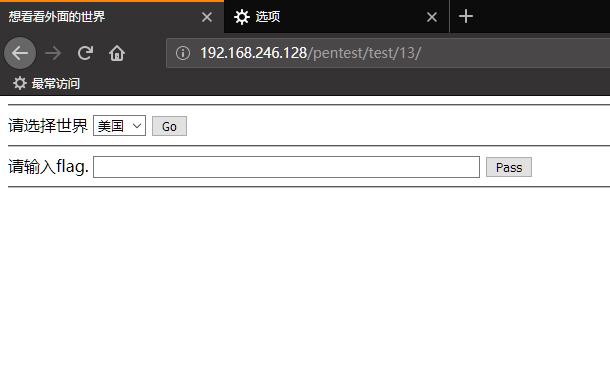 想看看外面的世界
选项
192.168.246.128/pentest/test/13/
最常访问
请选择世界 美国 Go
请输入flag. Pass